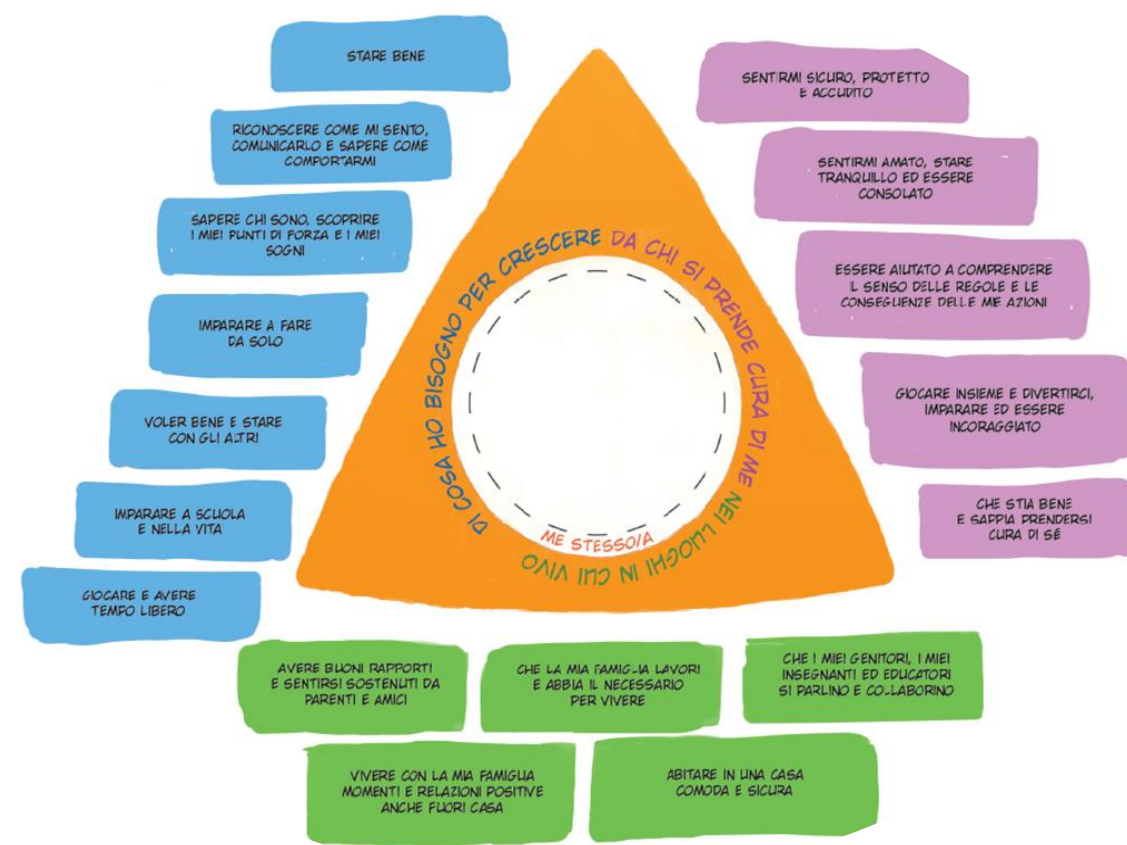 STARE BENE
RICONOSCERE COME MI SENTO,
COMUNICARLO E SAPERE COME
COMPORTARMI
SAPERE CHI SONO, SCOPRIRE
I MIEI PUNTI DI FORZA E I MIEI
SOGNI
IMPARARE A FARE
DA SOLO
VOLER BENE E STARE
CON GLI ALTRI
IMPARARE A SCUOLA
E NELLA VITA
GIOCARE E AVERE
TEMPO LIBERO
DI COSA HO BISOGNO PER CRESCERE
DA CHI SI PRENDE CURA DI ME
NEI LUOGHI IN CUI VIVO
ME STESSO/A
SENTIRMI SICURO, PROTETTO
E ACCUDITO
SENTIRMI AMATO, STARE
TRANQUILLO ED ESSERE
CONSOLATO
ESSERE AIUTATO A COMPRENDERE
IL SENSO DELLE REGOLE E LE
CONSEGUENZE DELLE MIE AZIONI
GIOCARE INSIEME E DIVERTIRCI,
IMPARARE ED ESSERE
INCORAGGIATO
CHE STIA BENE
E SAPPIA PRENDERSI
CURA DI SÉ
AVERE BUONI RAPPORTI
E SENTIRSI SOSTENUTI DA
PARENTI E AMICI
CHE LA MIA FAMIGLIA LAVORI
E ABBIA IL NECESSARIO
PER VIVERE
CHE I MIEI GENITORI, I MIEI
INSEGNANTI ED EDUCATORI
SI PARLINO E COLLABORINO
VIVERE CON LA MIA FAMIGLIA
MOMENTI E RELAZIONI POSITIVE
ANCHE FUORI CASA
ABITARE IN UNA CASA
COMODA E SICURA